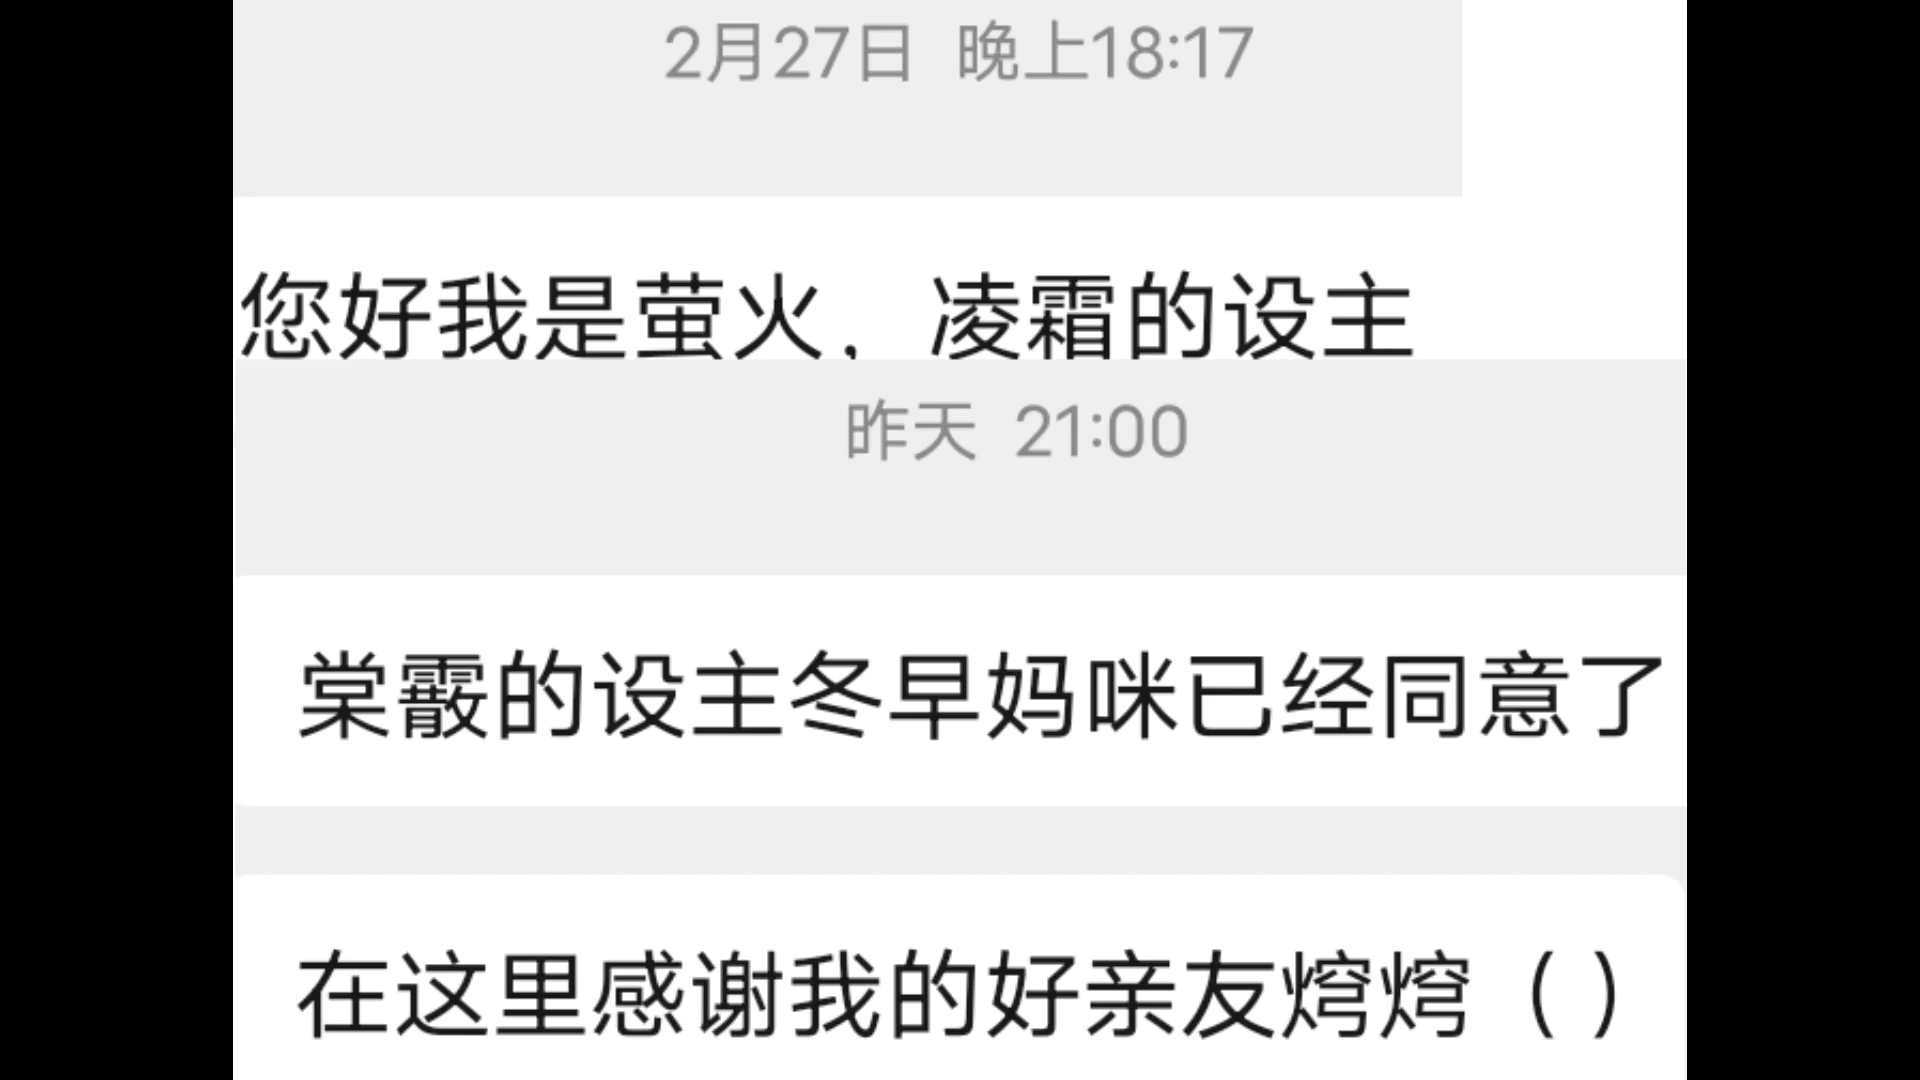 2月27日 晚上18:17
您好我是萤火，凌霜的设主
昨天 21:00
棠霰的设主冬早妈咪已经同意了
在这里感谢我的好亲友焪焪（）